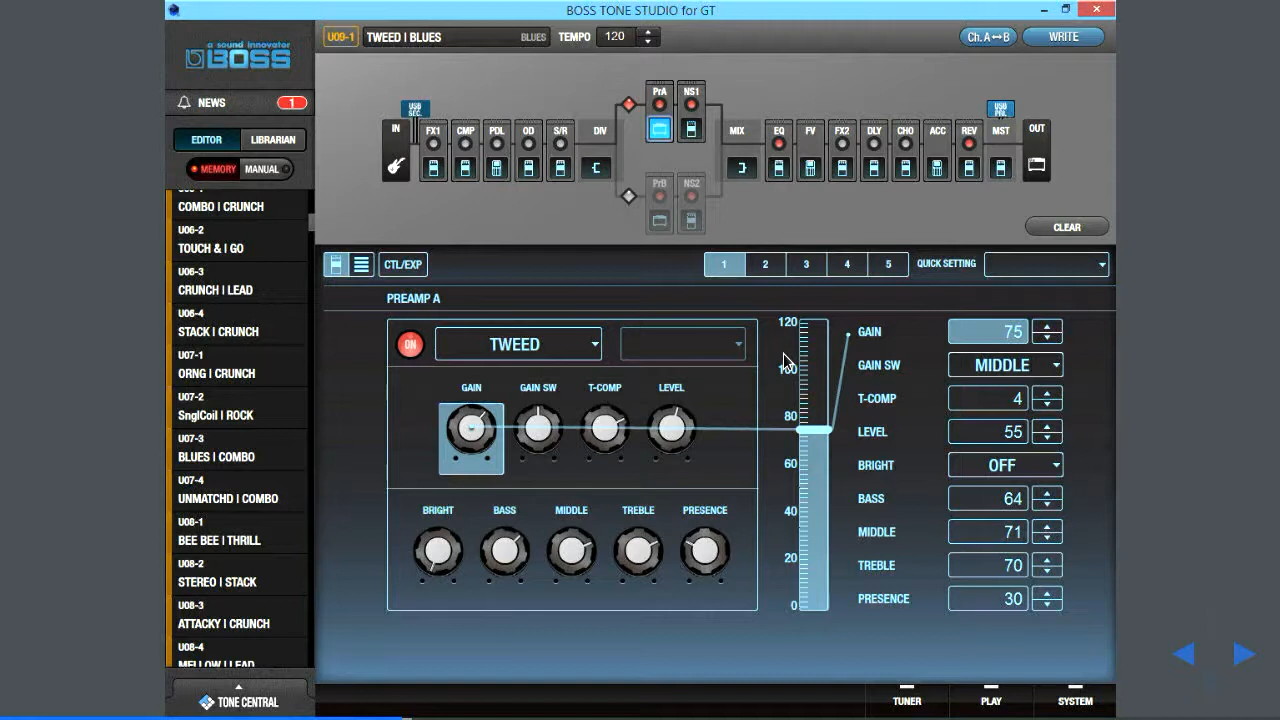 BOSS TONE STUDIO for GT
a sound innovator
BOSS
U09-1
TWEED | BLUES
BLUES
TEMPO
120
Ch. A↔B
WRITE
NEWS
1
EDITOR
LIBRARIAN
MEMORY
MANUAL
COMBO | CRUNCH
U06-2
TOUCH & | GO
U06-3
CRUNCH | LEAD
U06-4
STACK | CRUNCH
U07-1
ORNG | CRUNCH
U07-2
SnglCoil | ROCK
U07-3
BLUES | COMBO
U07-4
UNMATCHD | COMBO
U08-1
BEE BEE | THRILL
U08-2
STEREO | STACK
U08-3
ATTACKY | CRUNCH
U08-4
MELLOW | LEAD
TONE CENTRAL
USB
SEC.
IN
FX1
CMP
PDL
OD
S/R
DIV
PrA
NS1
PrB
NS2
MIX
EQ
FV
FX2
DLY
CHO
ACC
REV
USB
PRI.
MST
OUT
CLEAR
CTL/EXP
1
2
3
4
5
QUICK SETTING
PREAMP A
ON
TWEED
GAIN
GAIN SW
T-COMP
LEVEL
BRIGHT
BASS
MIDDLE
TREBLE
PRESENCE
120
100
80
60
40
20
0
GAIN 75
GAIN SW MIDDLE
T-COMP 4
LEVEL 55
BRIGHT OFF
BASS 64
MIDDLE 71
TREBLE 70
PRESENCE 30
TUNER
PLAY
SYSTEM